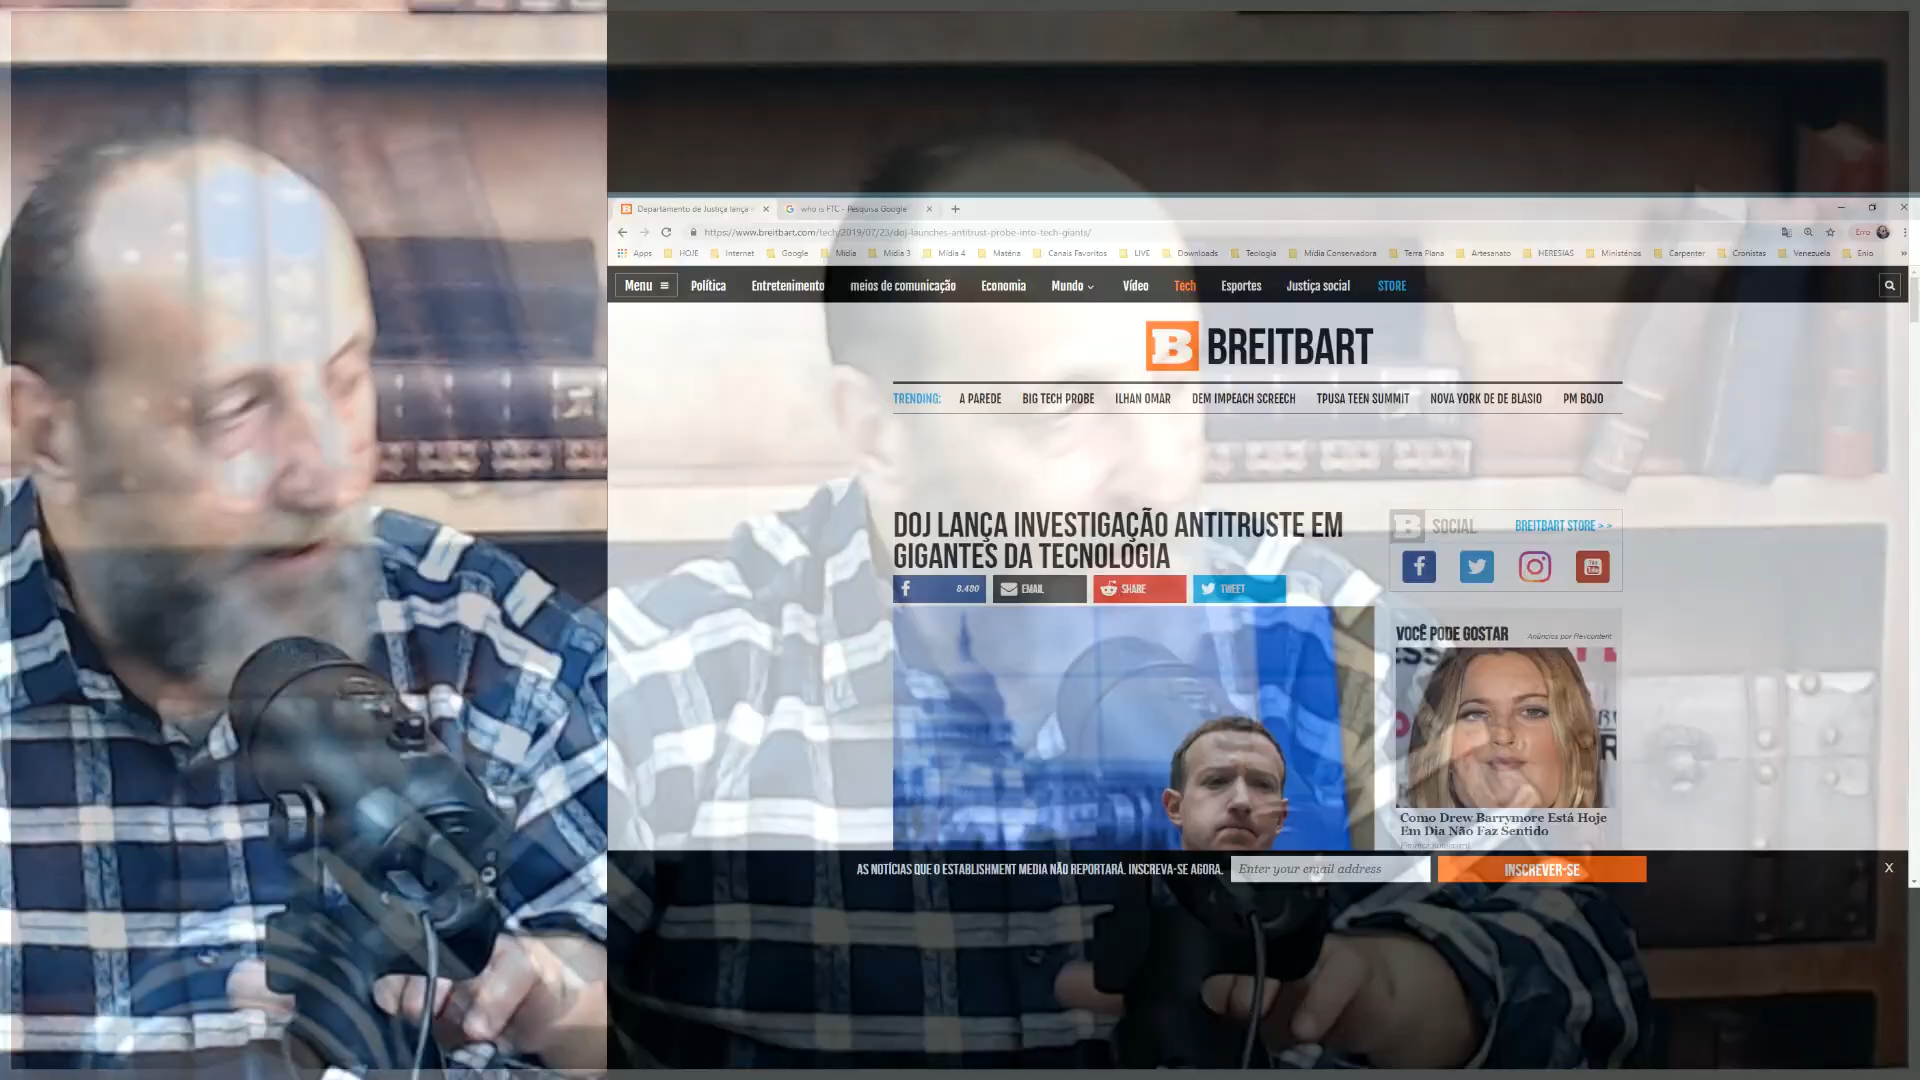 Departamento de Justiça lança
who is FTC - Pesquisa Google
https://www.breitbart.com/tech/2019/07/23/doj-launches-antitrust-probe-into-tech-giants/
Erro
Apps HOJE Internet Google Mídia Mídia 3 Mídia 4 Matéria Canais Favoritos LIVE Downloads Teologia Mídia Conservadora Terra Plana Artesanato HERESIAS Ministérios Carpenter Cronistas Venezuela Enio »
Menu Política Entretenimento meios de comunicação Economia Mundo Vídeo Tech Esportes Justiça social STORE
B BREITBART
TRENDING: A PAREDE BIG TECH PROBE ILHAN OMAR DEM IMPEACH SCREECH TPUSA TEEN SUMMIT NOVA YORK DE DE BLASIO PM BOJO
DOJ LANÇA INVESTIGAÇÃO ANTITRUSTE EM
GIGANTES DA TECNOLOGIA
8.480 EMAIL SHARE TWEET
B SOCIAL BREITBART STORE > >
VOCÊ PODE GOSTAR Anúncios por Revcontent
Como Drew Barrymore Está Hoje
Em Dia Não Faz Sentido
AS NOTÍCIAS QUE O ESTABLISHMENT MEDIA NÃO REPORTARÁ. INSCREVA-SE AGORA. Enter your email address INSCREVER-SE X